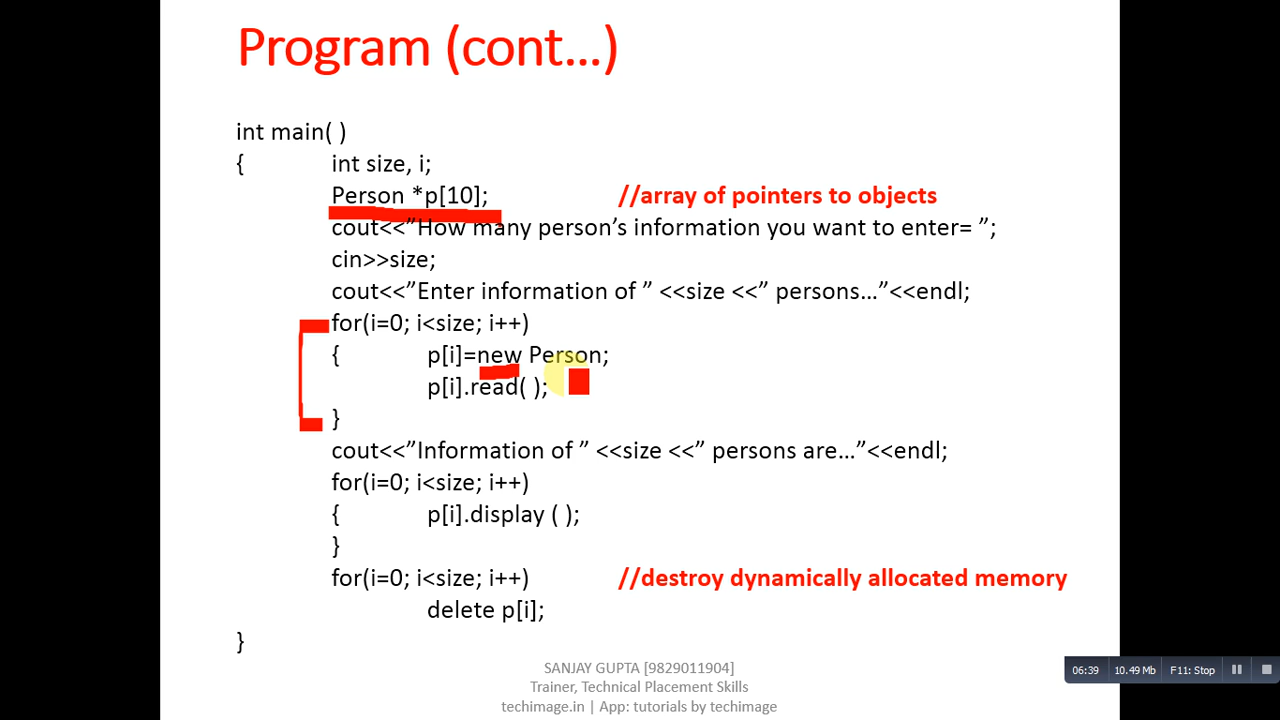 Program (cont…)
int main( )
{ int size, i;
Person *p[10]; //array of pointers to objects
cout<<”How many person’s information you want to enter= ”;
cin>>size;
cout<<”Enter information of ” <<size <<” persons…”<<endl;
for(i=0; i<size; i++)
{ p[i]=new Person;
p[i].read( );
}
cout<<”Information of ” <<size <<” persons are…”<<endl;
for(i=0; i<size; i++)
{ p[i].display ( );
}
for(i=0; i<size; i++) //destroy dynamically allocated memory
delete p[i];
}
SANJAY GUPTA [9829011904]
Trainer, Technical Placement Skills
techimage.in | App: tutorials by techimage
06:39 10.49 Mb F11: Stop